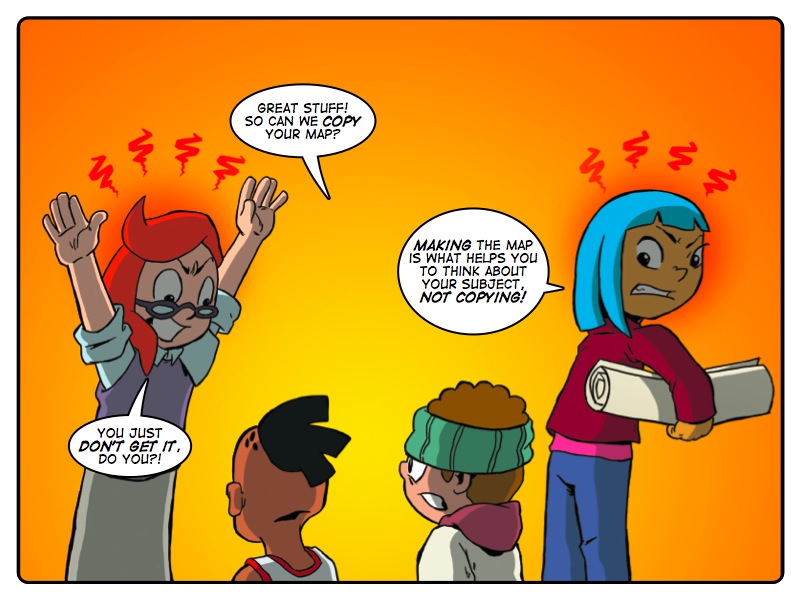 GREAT STUFF!
SO CAN WE COPY
YOUR MAP?
MAKING THE MAP
IS WHAT HELPS YOU
TO THINK ABOUT
YOUR SUBJECT,
NOT COPYING!
YOU JUST
DON'T GET IT,
DO YOU?!